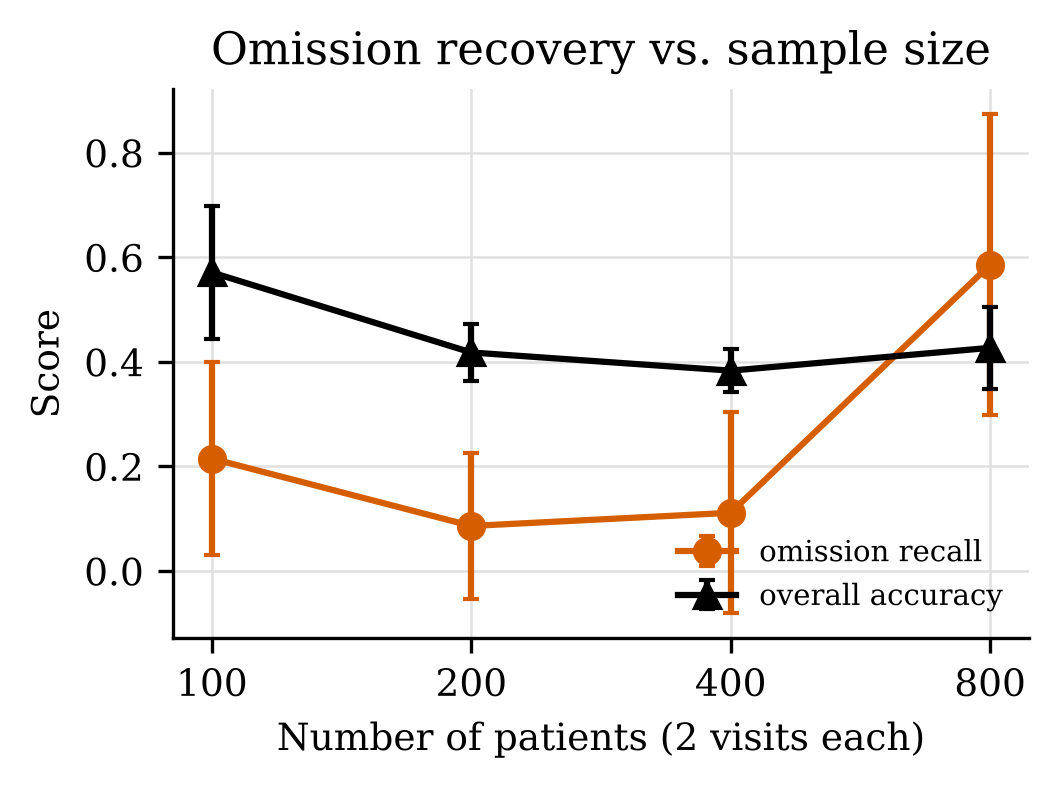 Omission recovery vs. sample size
Score
0.8
0.6
0.4
0.2
0.0
omission recall
overall accuracy
100 200 400 800
Number of patients (2 visits each)